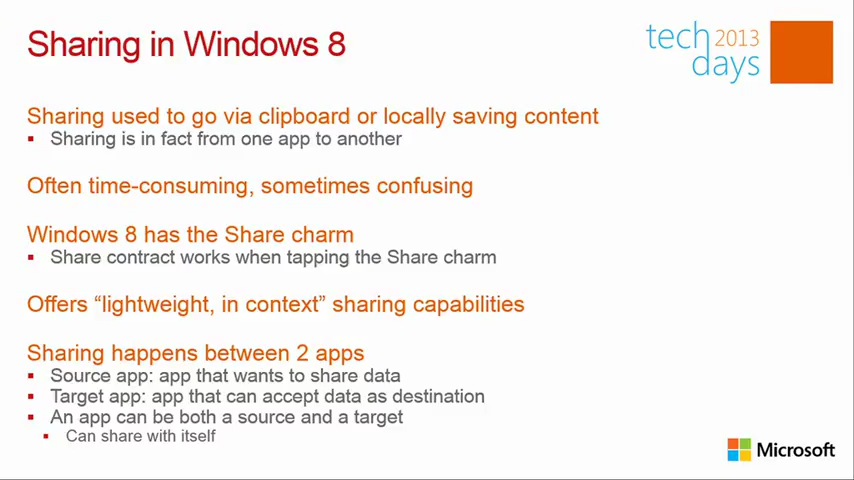 Sharing in Windows 8
tech 2013
days
Sharing used to go via clipboard or locally saving content
Sharing is in fact from one app to another
Often time-consuming, sometimes confusing
Windows 8 has the Share charm
Share contract works when tapping the Share charm
Offers “lightweight, in context” sharing capabilities
Sharing happens between 2 apps
Source app: app that wants to share data
Target app: app that can accept data as destination
An app can be both a source and a target
Can share with itself
Microsoft